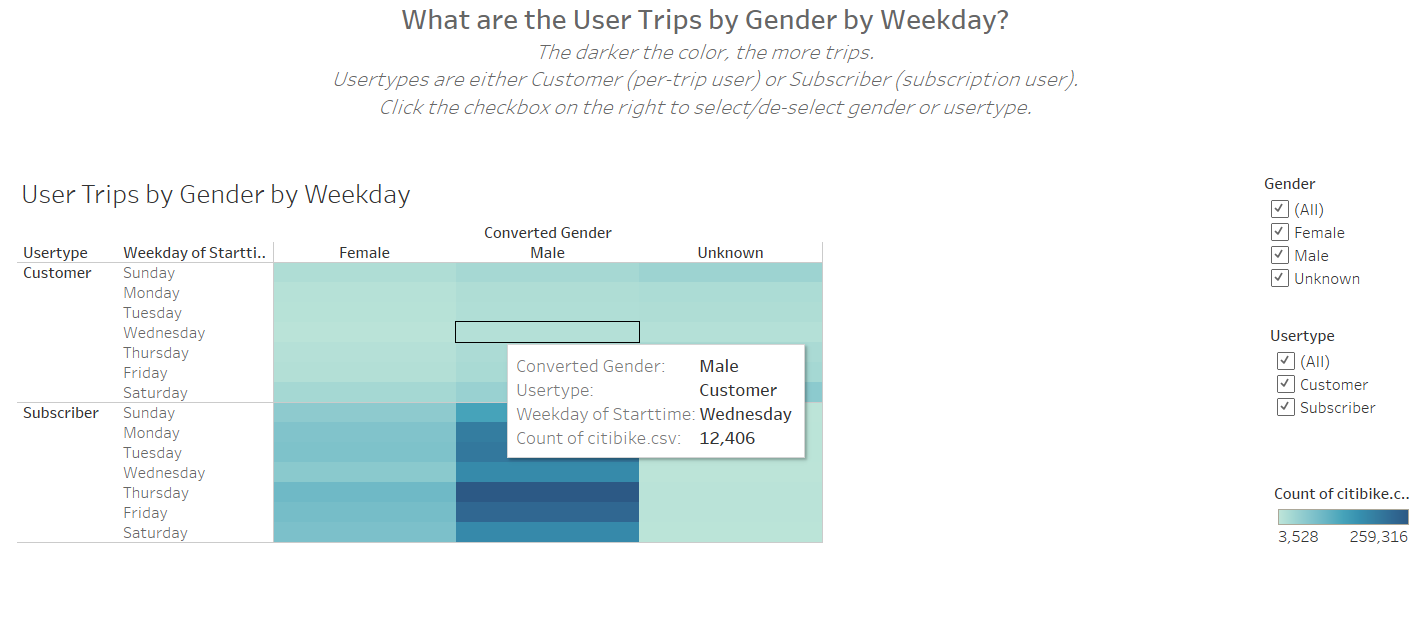 What are the User Trips by Gender by Weekday?
The darker the color, the more trips.
Usertypes are either Customer (per-trip user) or Subscriber (subscription user).
Click the checkbox on the right to select/de-select gender or usertype.
User Trips by Gender by Weekday
Converted Gender
Usertype Weekday of Startti.. Female Male Unknown
Customer Sunday
Monday
Tuesday
Wednesday
Thursday
Friday
Saturday
Subscriber Sunday
Monday
Tuesday
Wednesday
Thursday
Friday
Saturday
Converted Gender: Male
Usertype: Customer
Weekday of Starttime: Wednesday
Count of citibike.csv: 12,406
Gender
(All)
Female
Male
Unknown
Usertype
(All)
Customer
Subscriber
Count of citibike.c..
3,528 259,316